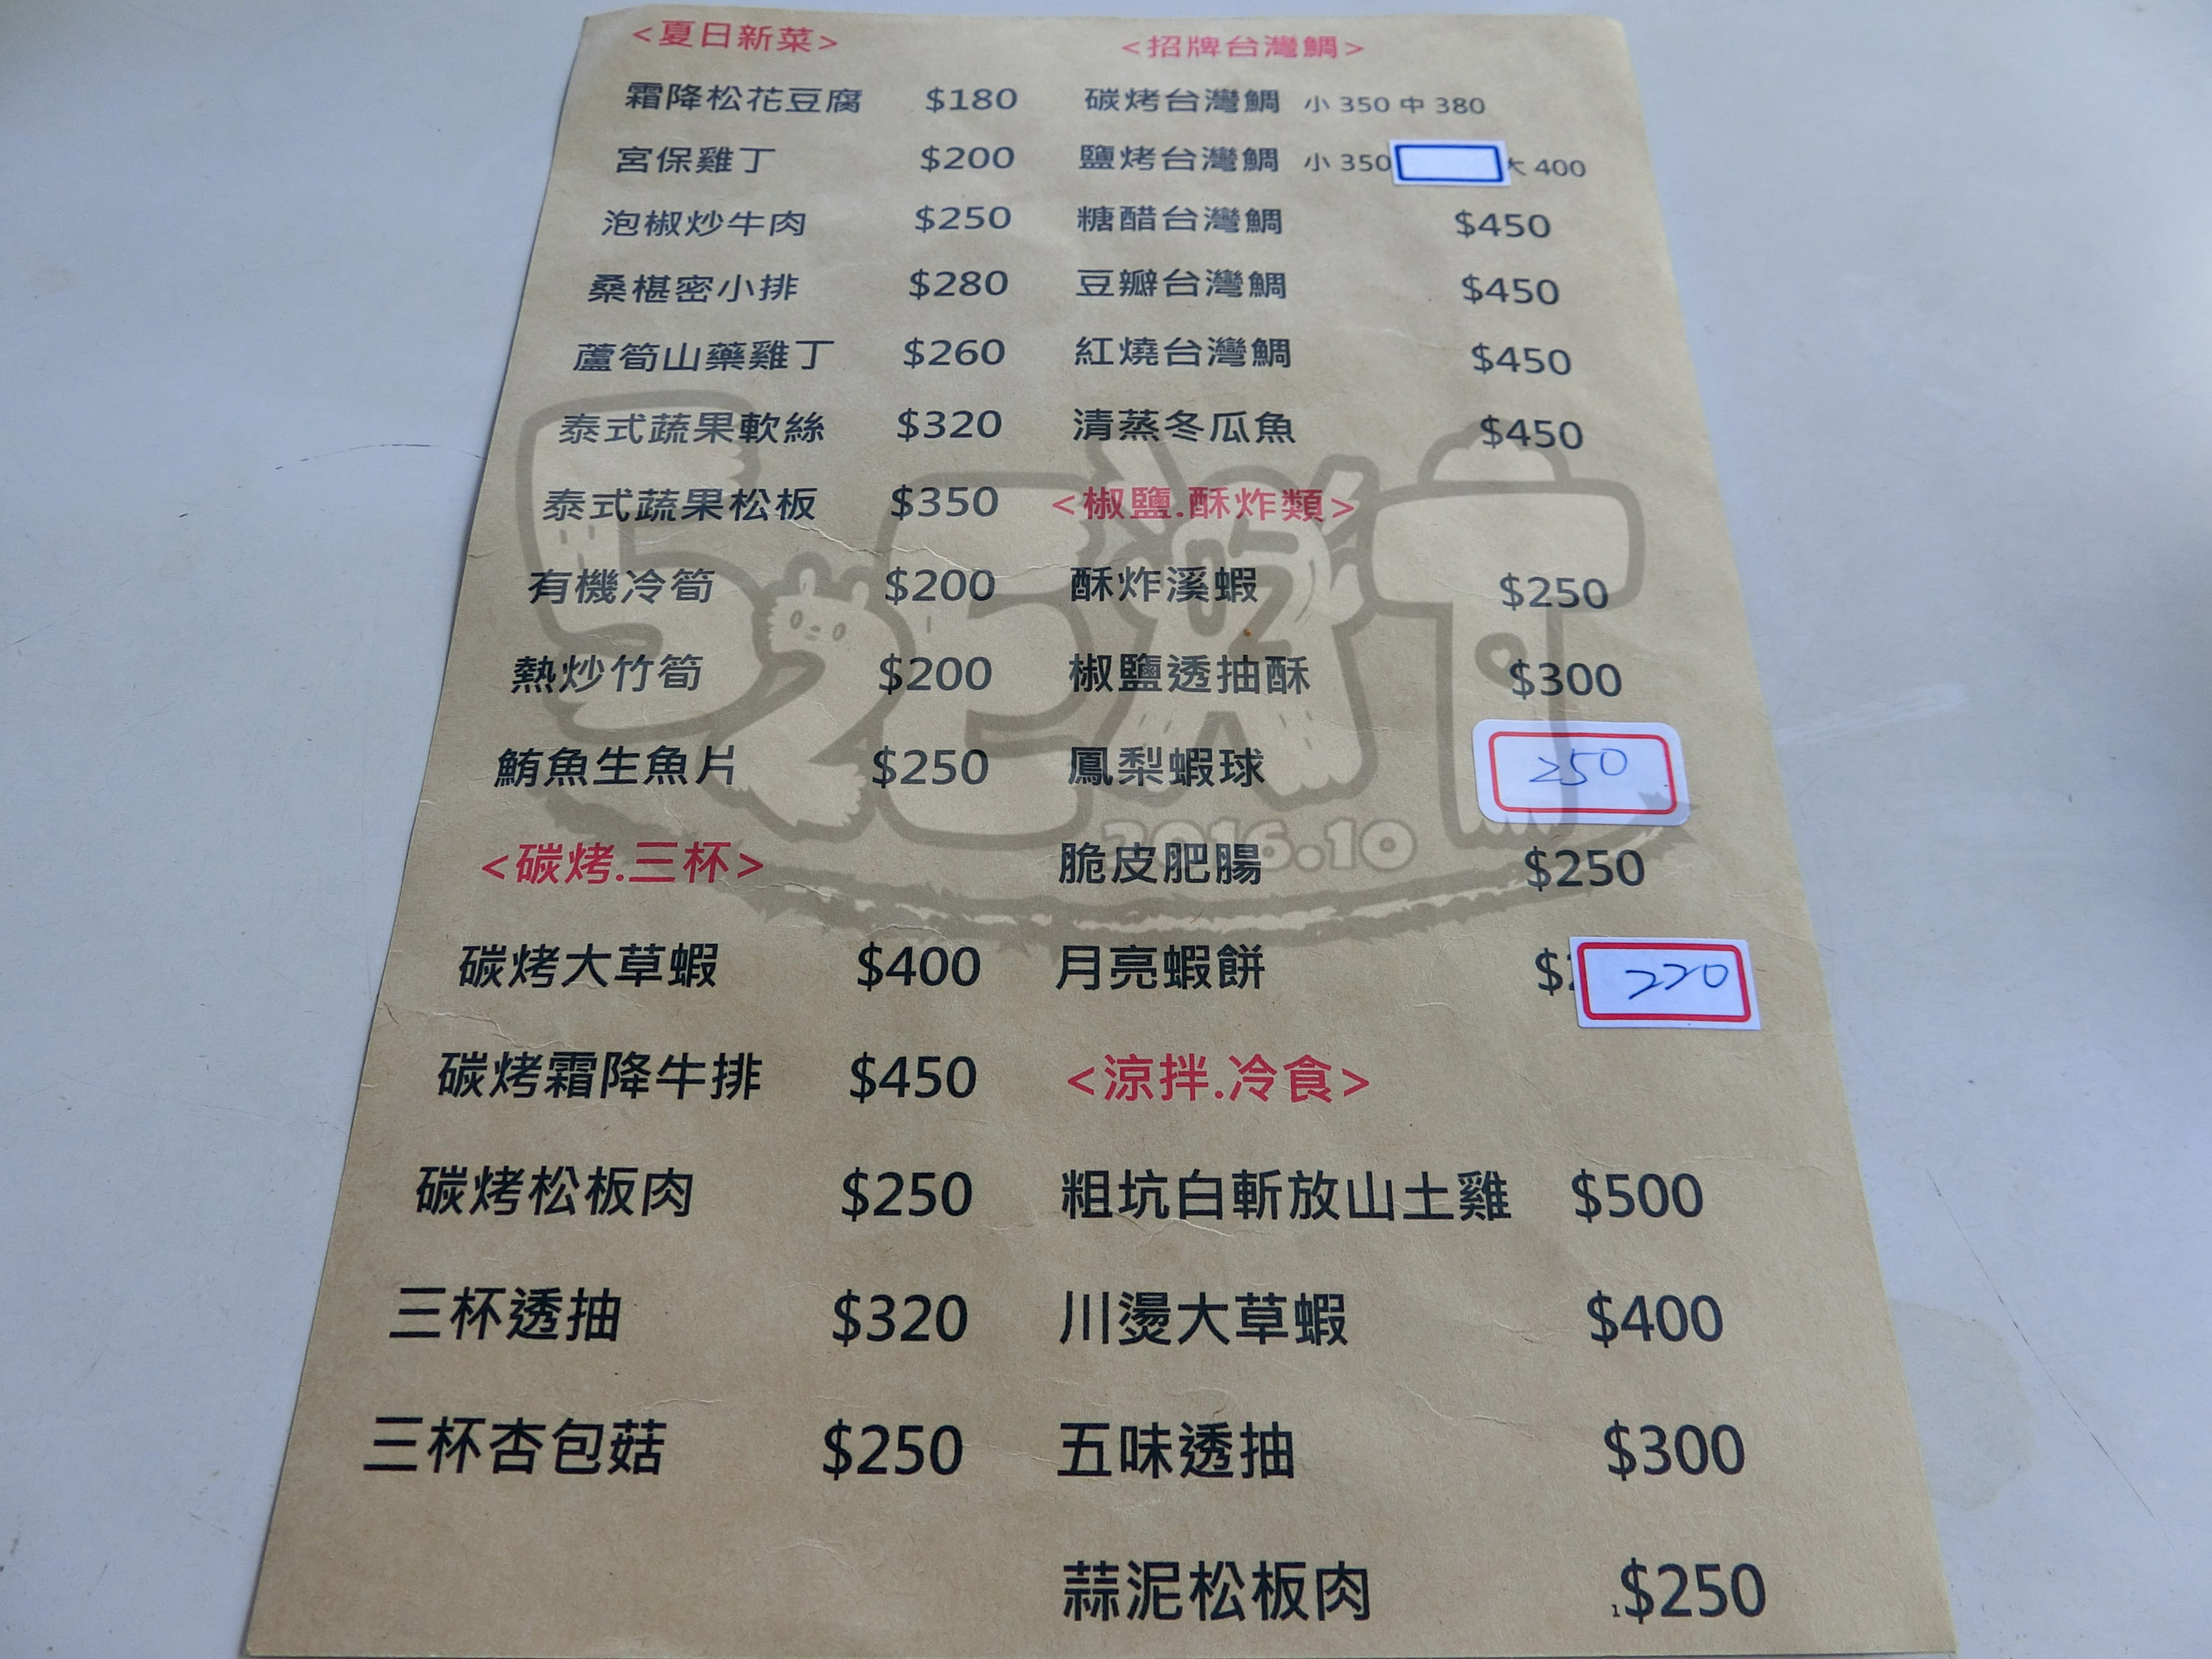 <夏日新菜>
霜降松花豆腐 $180
宮保雞丁 $200
泡椒炒牛肉 $250
桑椹密小排 $280
蘆筍山藥雞丁 $260
泰式蔬果軟絲 $320
泰式蔬果松板 $350
有機冷筍 $200
熱炒竹筍 $200
鮪魚生魚片 $250
<碳烤.三杯>
碳烤大草蝦 $400
碳烤霜降牛排 $450
碳烤松板肉 $250
三杯透抽 $320
三杯杏包菇 $250
<招牌台灣鯛>
碳烤台灣鯛 小 350 中 380
鹽烤台灣鯛 小 350 大 400
糖醋台灣鯛 $450
豆瓣台灣鯛 $450
紅燒台灣鯛 $450
清蒸冬瓜魚 $450
<椒鹽.酥炸類>
酥炸溪蝦 $250
椒鹽透抽酥 $300
鳳梨蝦球 250
脆皮肥腸 $250
月亮蝦餅 $ 220
<涼拌.冷食>
粗坑白斬放山土雞 $500
川燙大草蝦 $400
五味透抽 $300
蒜泥松板肉 $250
1
2016.10